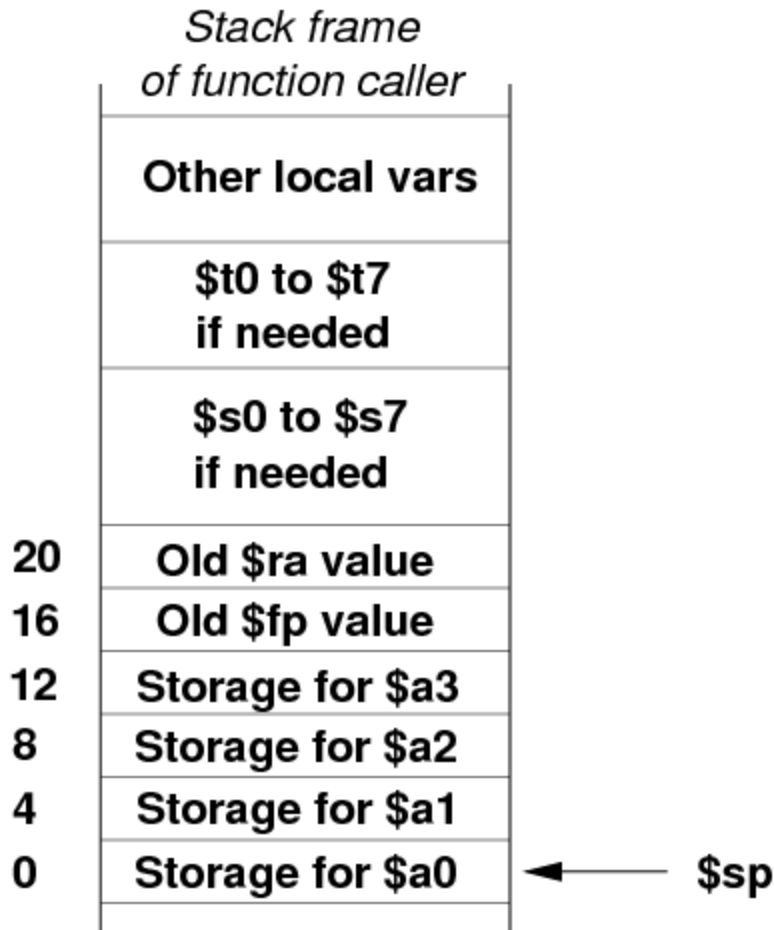 Stack frame
of function caller
Other local vars
$t0 to $t7
if needed
$s0 to $s7
if needed
20 Old $ra value
16 Old $fp value
12 Storage for $a3
8 Storage for $a2
4 Storage for $a1
0 Storage for $a0 $sp